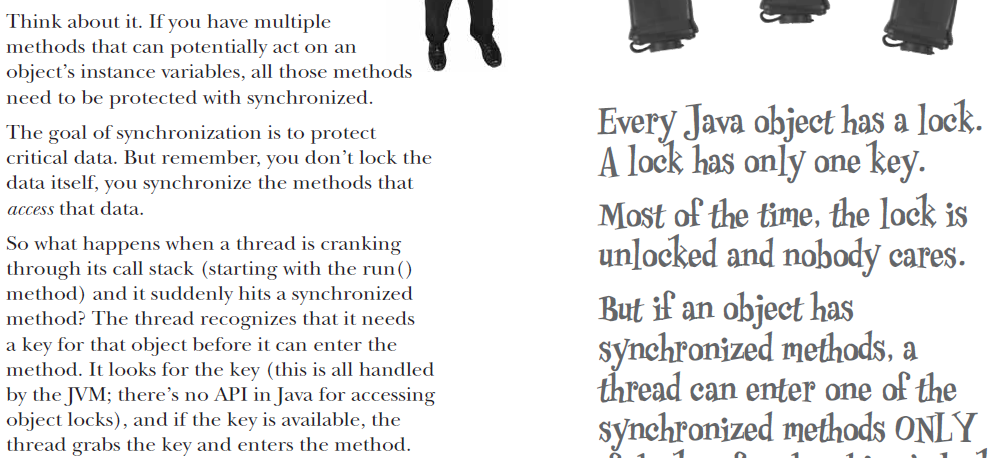 Think about it. If you have multiple
methods that can potentially act on an
object’s instance variables, all those methods
need to be protected with synchronized.
The goal of synchronization is to protect
critical data. But remember, you don’t lock the
data itself, you synchronize the methods that
access that data.
So what happens when a thread is cranking
through its call stack (starting with the run()
method) and it suddenly hits a synchronized
method? The thread recognizes that it needs
a key for that object before it can enter the
method. It looks for the key (this is all handled
by the JVM; there’s no API in Java for accessing
object locks), and if the key is available, the
thread grabs the key and enters the method.
Every Java object has a lock.
A lock has only one key.
Most of the time, the lock is
unlocked and nobody cares.
But if an object has
synchronized methods, a
thread can enter one of the
synchronized methods ONLY